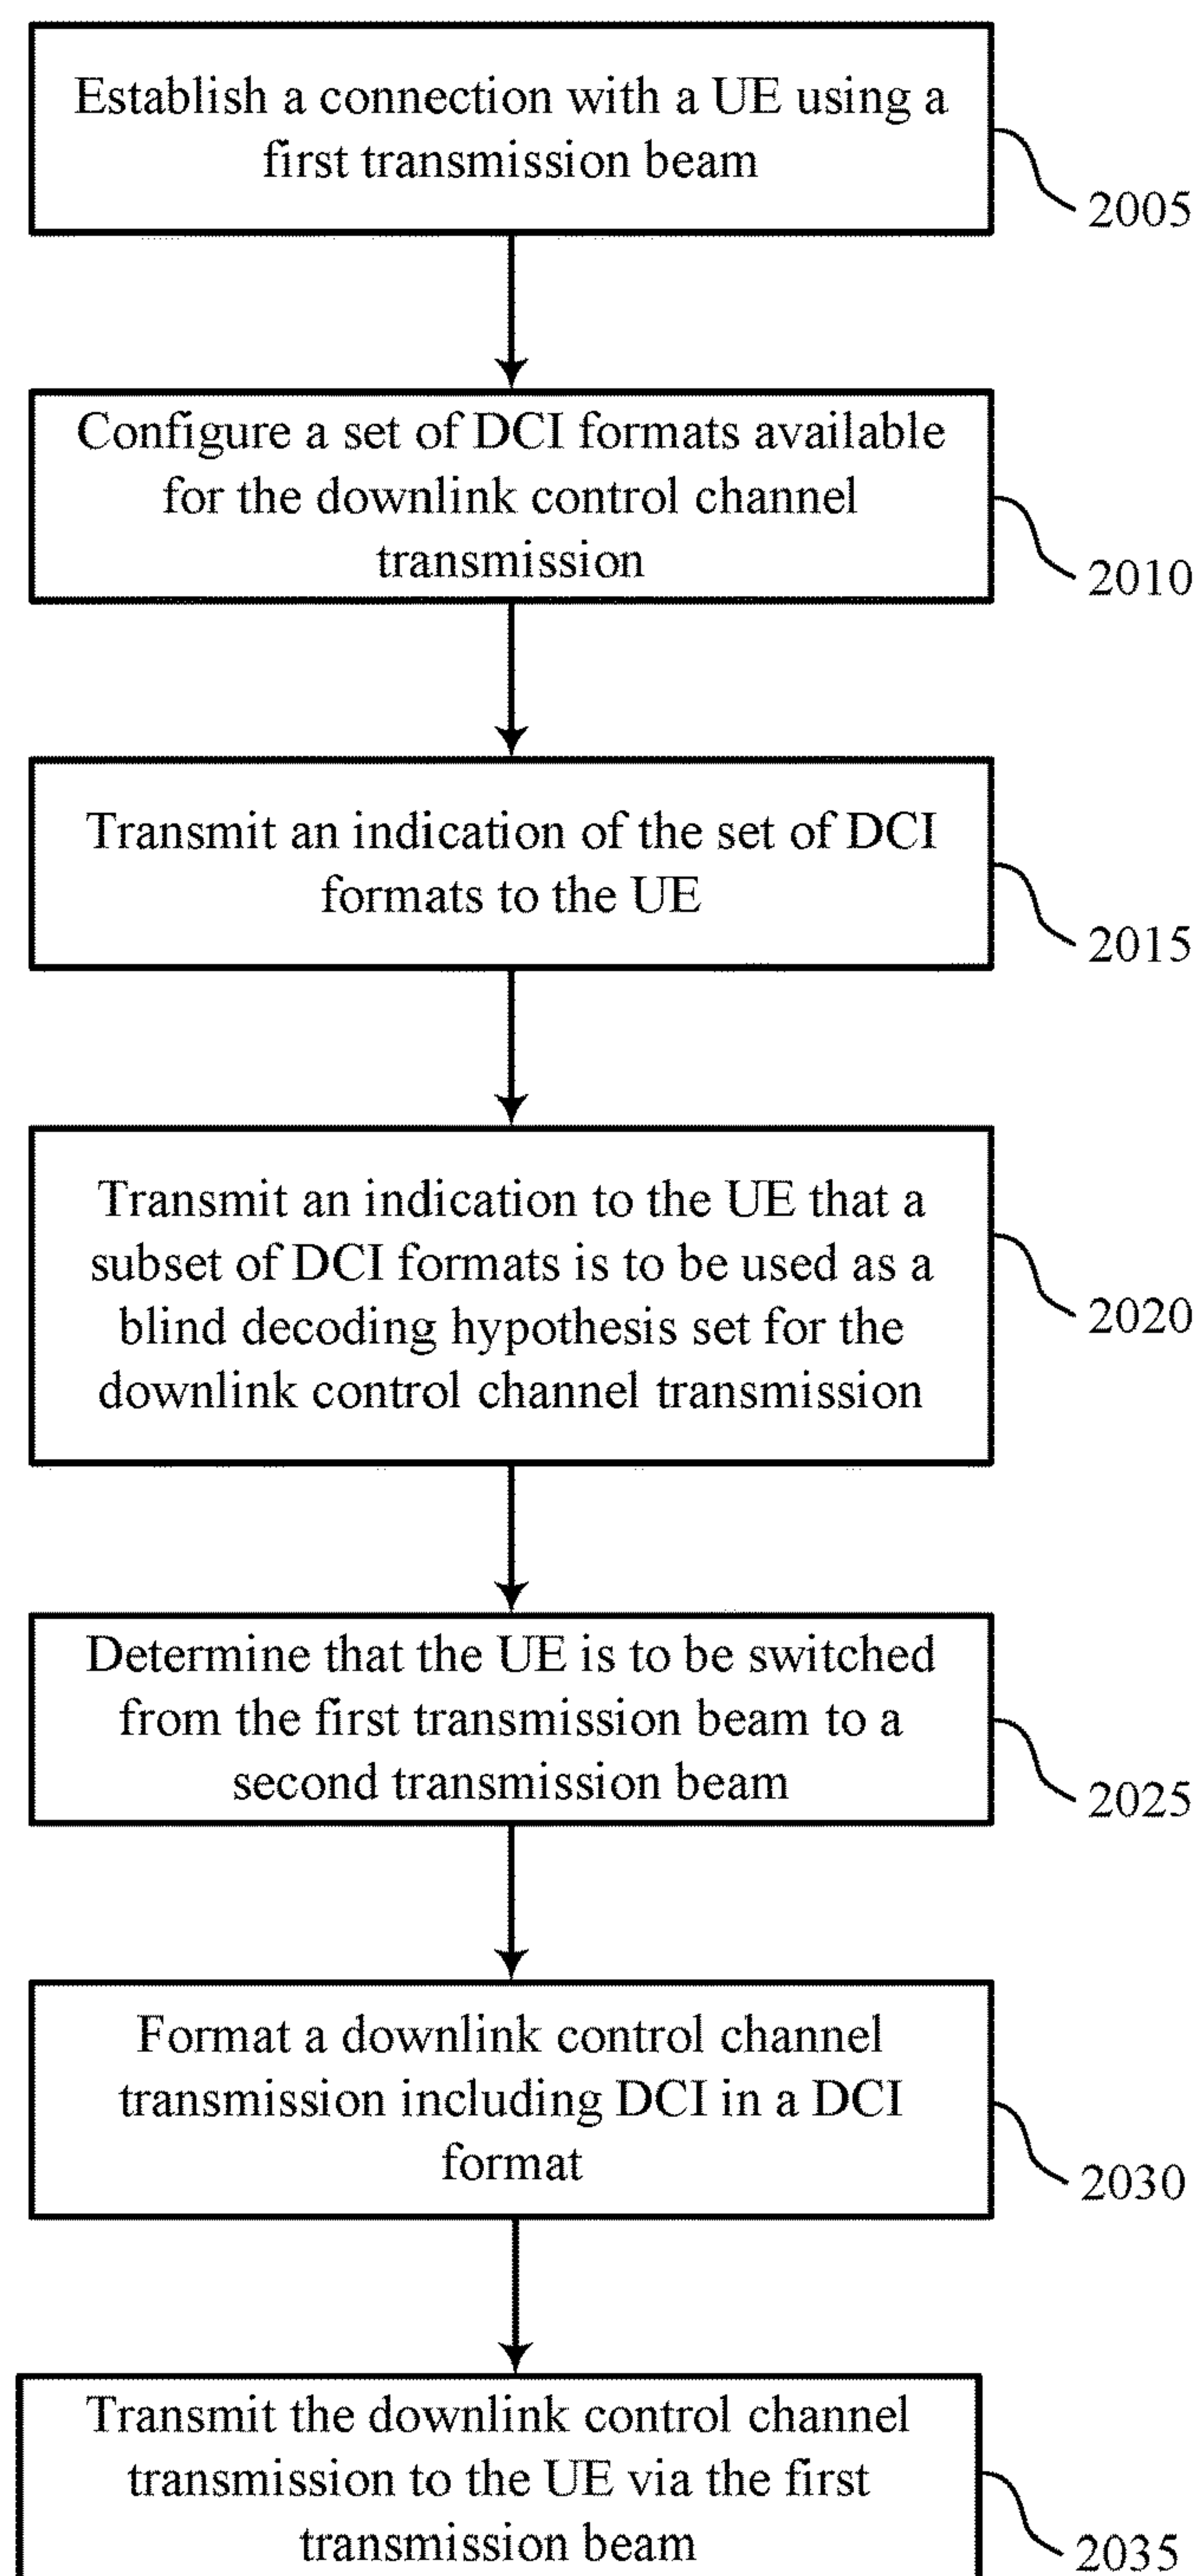 Establish a connection with a UE using a
first transmission beam
2005
Configure a set of DCI formats available
for the downlink control channel
transmission
2010
Transmit an indication of the set of DCI
formats to the UE
2015
Transmit an indication to the UE that a
subset of DCI formats is to be used as a
blind decoding hypothesis set for the
downlink control channel transmission
2020
Determine that the UE is to be switched
from the first transmission beam to a
second transmission beam
2025
Format a downlink control channel
transmission including DCI in a DCI
format
2030
Transmit the downlink control channel
transmission to the UE via the first
transmission beam
2035